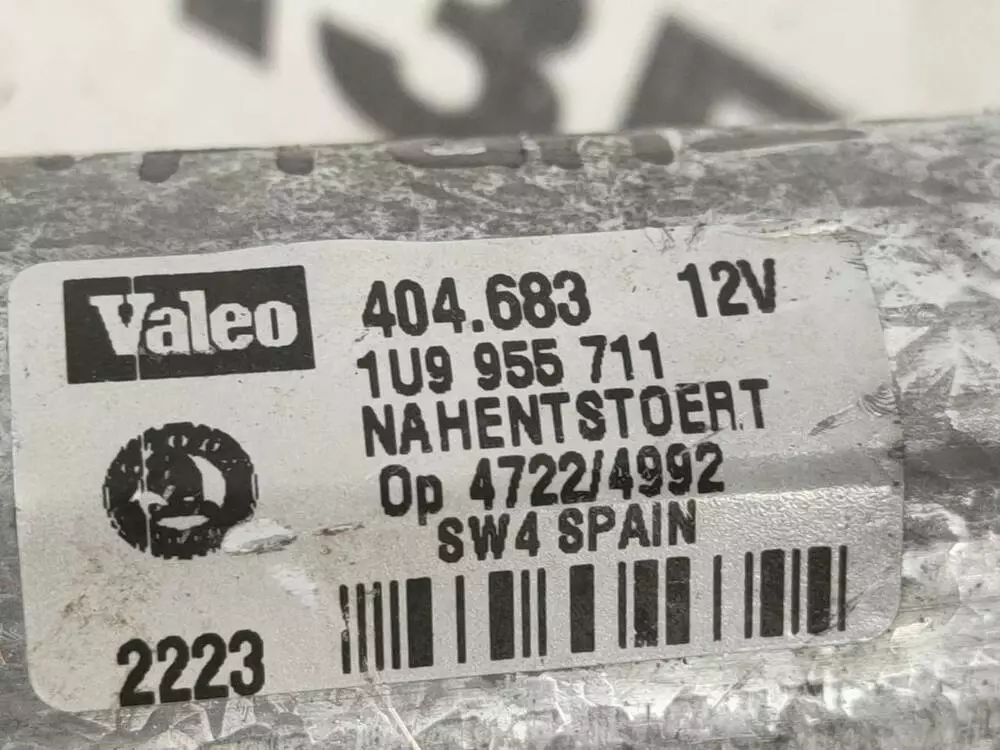 Valeo
404.683 12V
1U9 955 711
NAHENTSTOERT
Op 4722/4992
SW4 SPAIN
2223